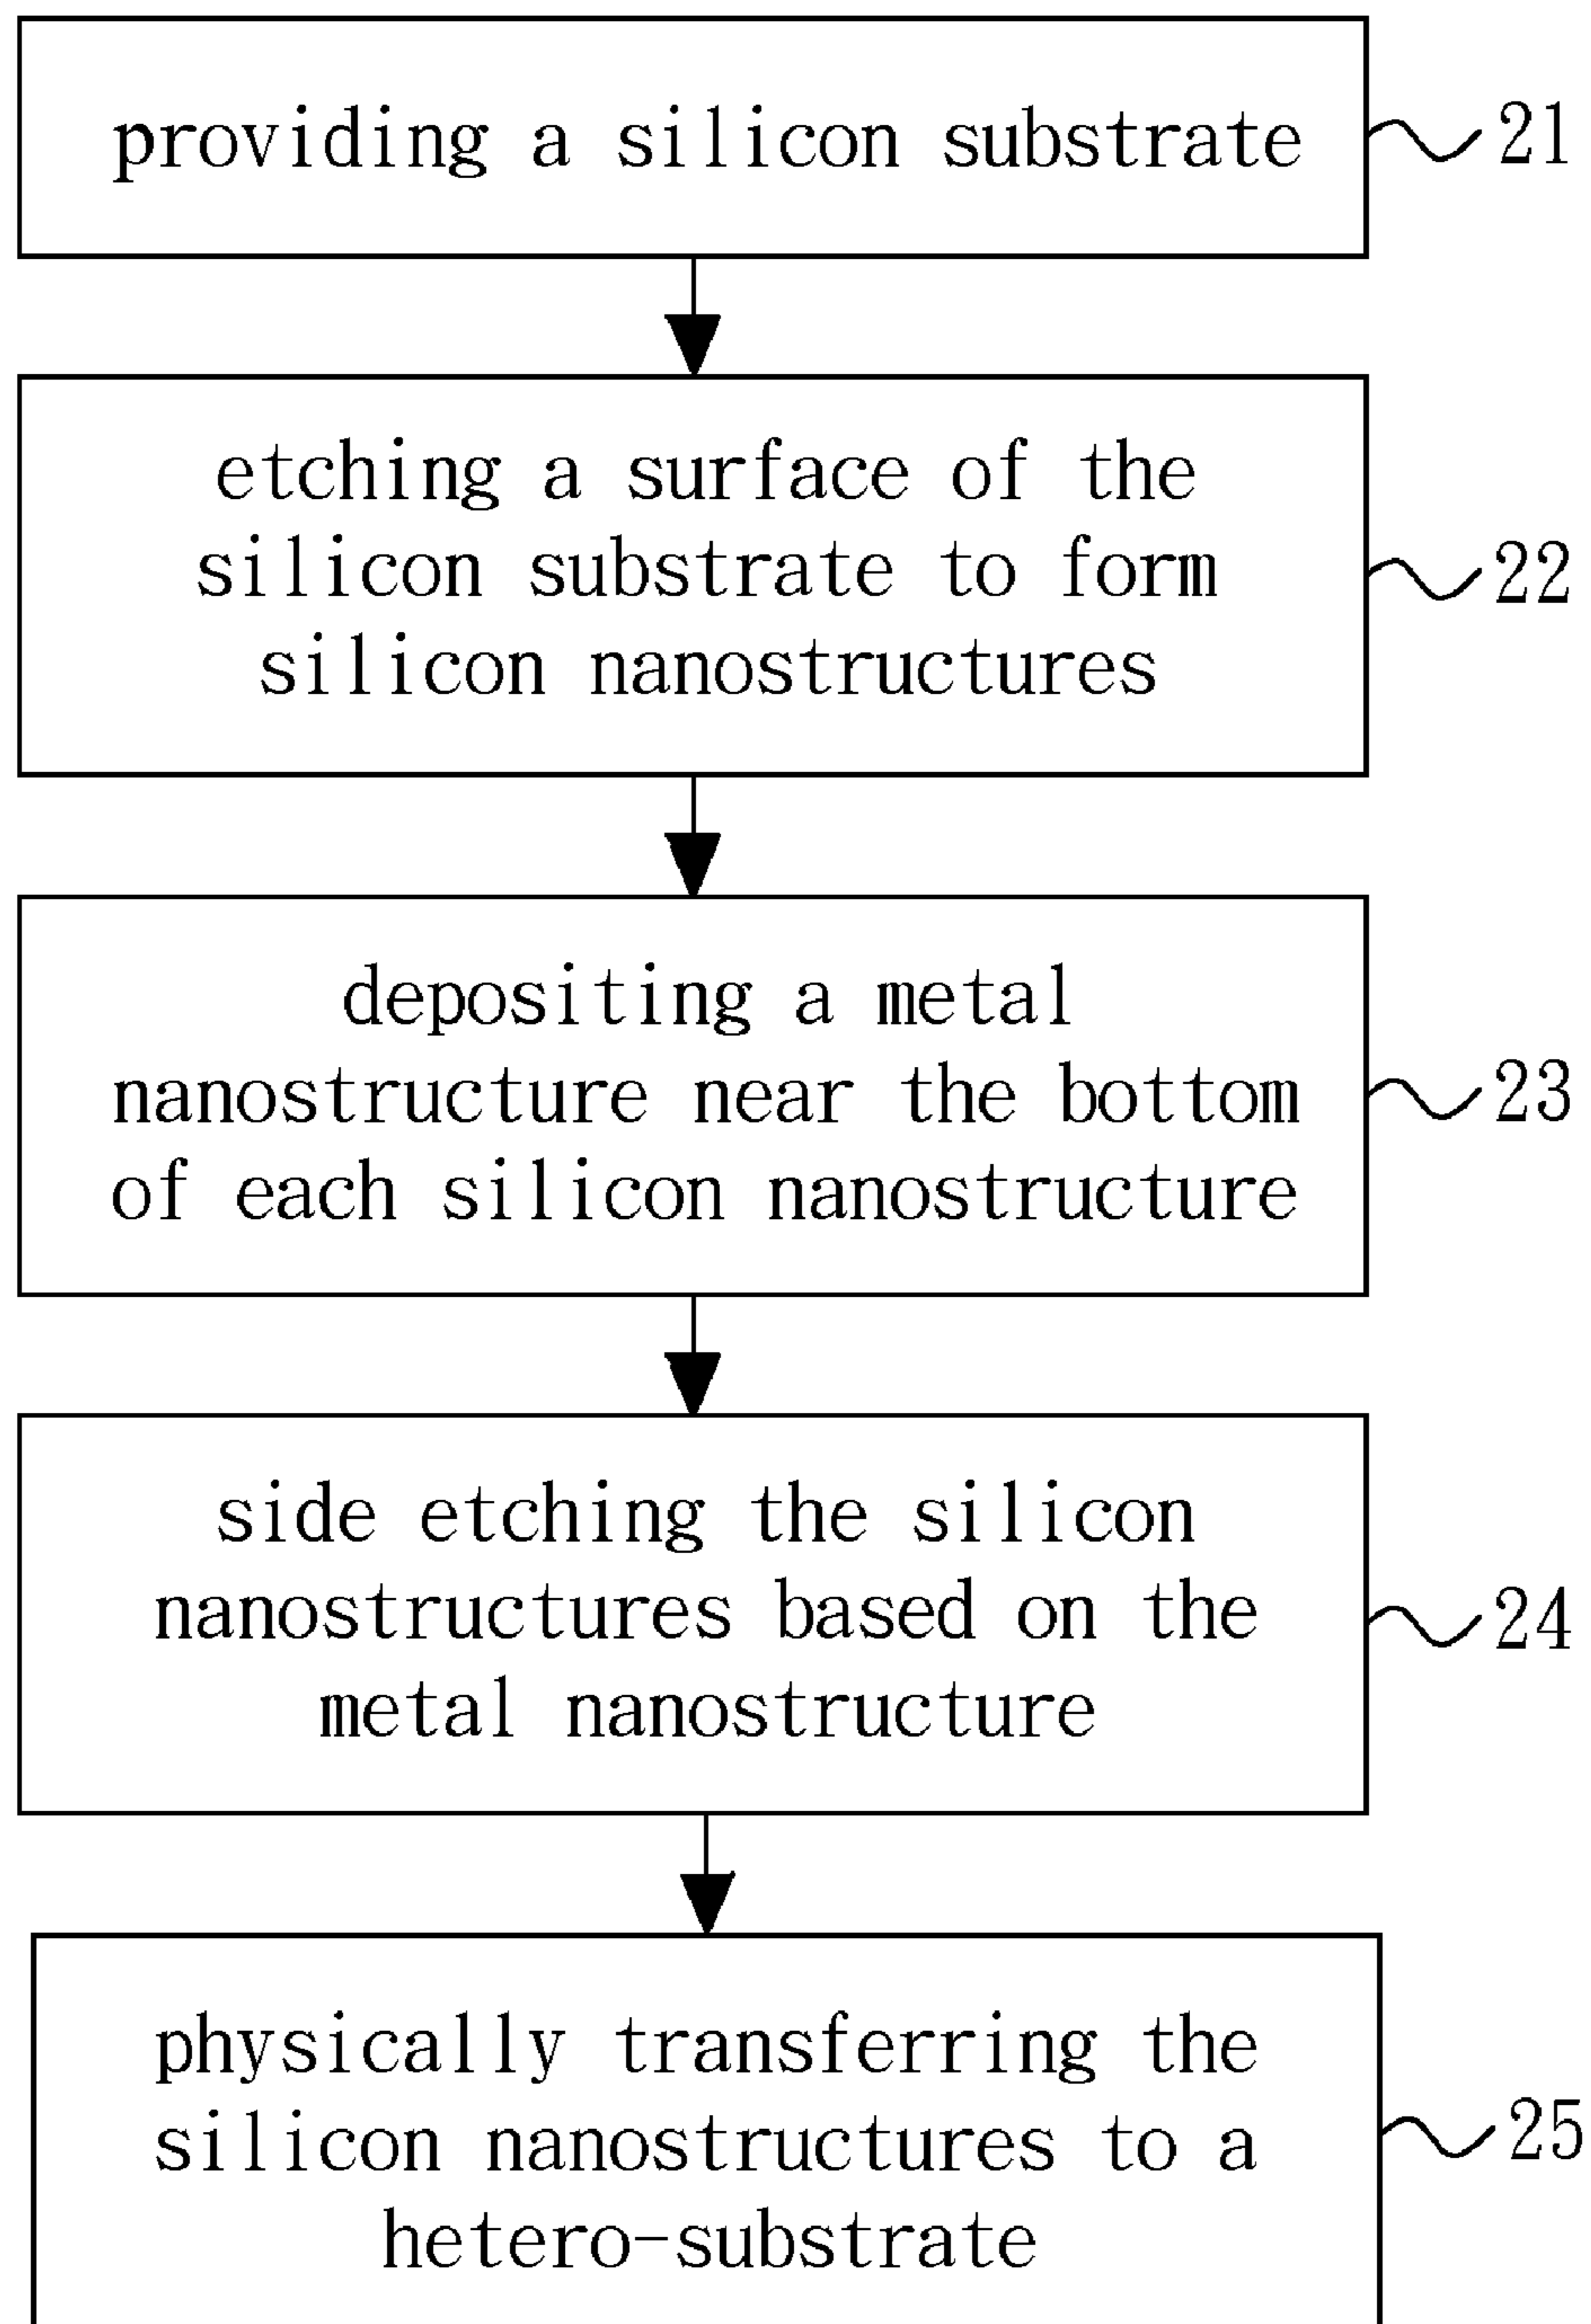 providing a silicon substrate
21
etching a surface of the
silicon substrate to form
silicon nanostructures
22
depositing a metal
nanostructure near the bottom
of each silicon nanostructure
23
side etching the silicon
nanostructures based on the
metal nanostructure
24
physically transferring the
silicon nanostructures to a
hetero-substrate
25